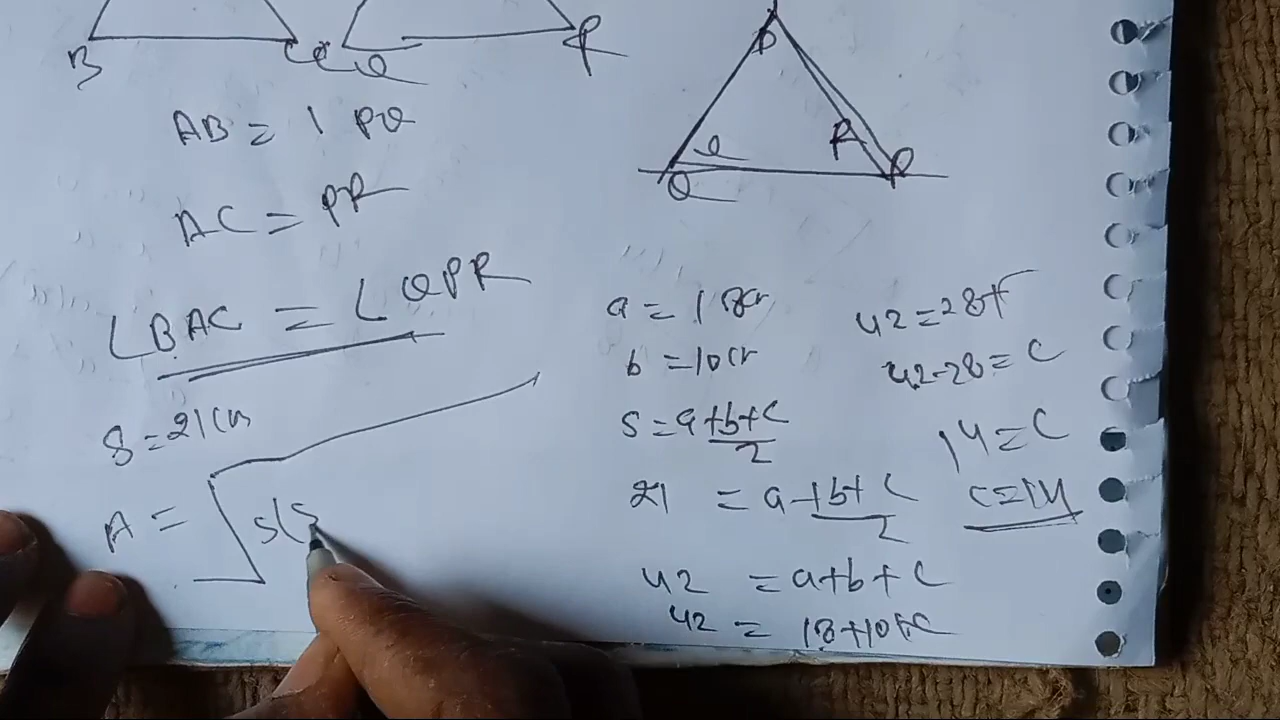 B C Q R
AB = PQ
AC = PR
∠BAC = ∠QPR
S = 21cm
A = √s(s
P
Q
R R
Q
a = 18cm
b = 10cm
s = a+b+c/2
21 = a+b+c/2
42 = a+b+c
42 = 18+10+c
42 = 28+
42-28 = c
14 = c
c = 14